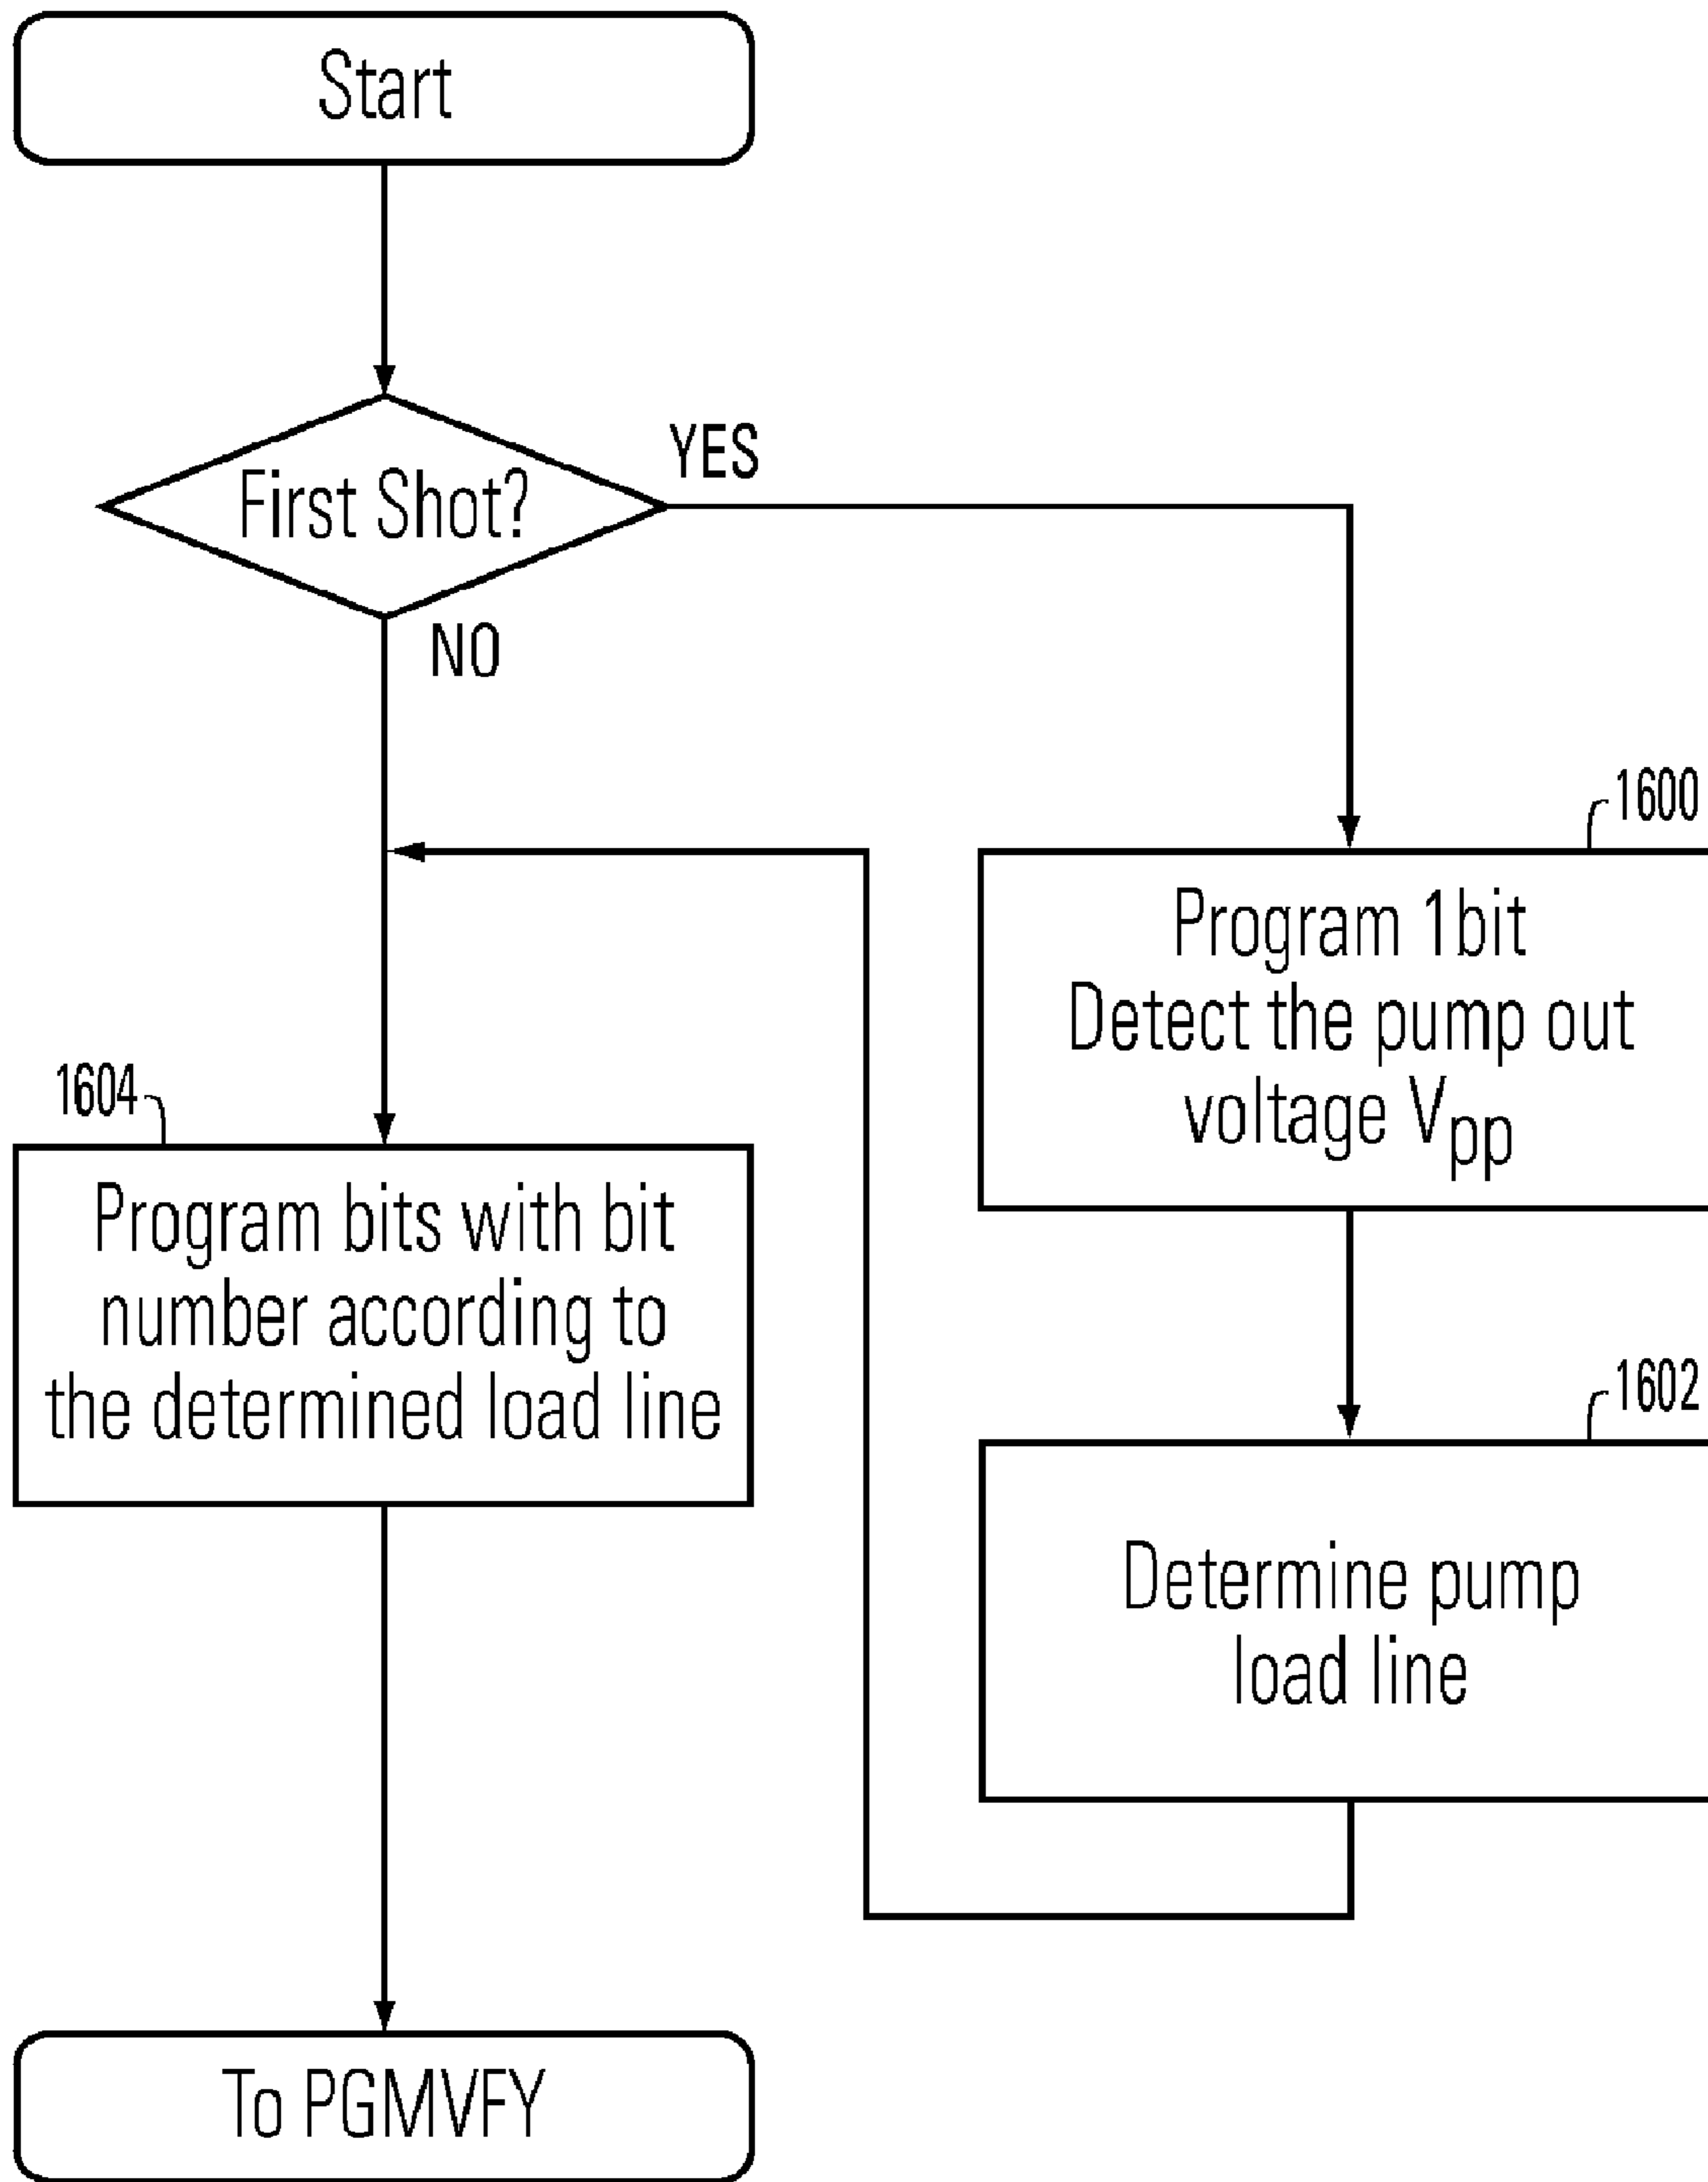 Start
First Shot?
YES
NO
1600
Program 1bit
Detect the pump out
voltage Vpp
1604
Program bits with bit
number according to
the determined load line
1602
Determine pump
load line
To PGMVFY